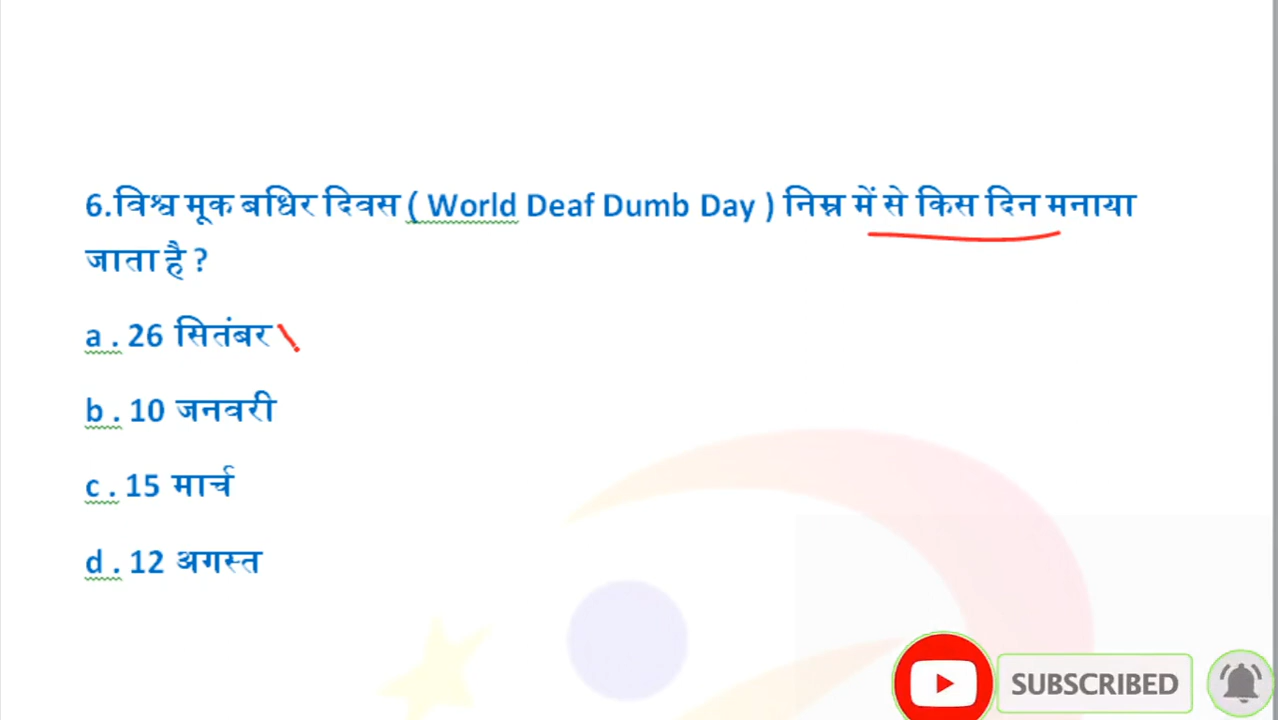 6.विश्व मूक बधिर दिवस ( World Deaf Dumb Day ) निम्न में से किस दिन मनाया
जाता है ?
a . 26 सितंबर
b . 10 जनवरी
c . 15 मार्च
d . 12 अगस्त
SUBSCRIBED